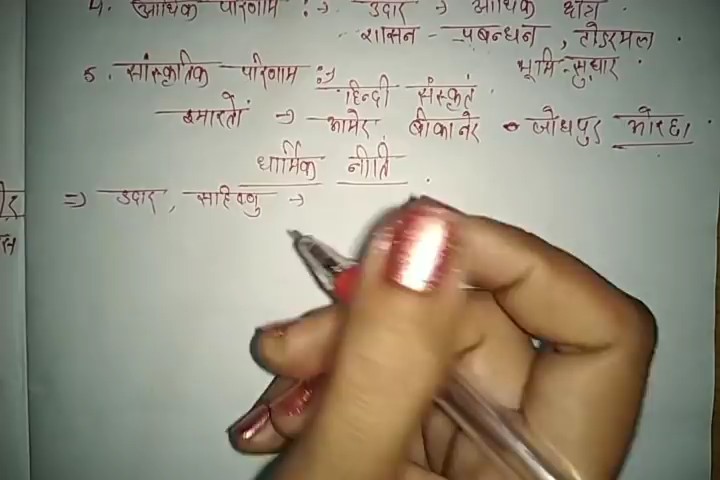 4. आर्थिक परिणाम :→ उदार → आर्थिक क्षेत्र
शासन - प्रबन्धन, टोडरमल .
भूमि-सुधार .
5. सांस्कृतिक परिणाम :→
हिन्दी संस्कृत .
इमारतों → आमेर बीकानेर - जोधपुर ओरछा
धार्मिक नीति .
⇒ उदार, सहिष्णु →